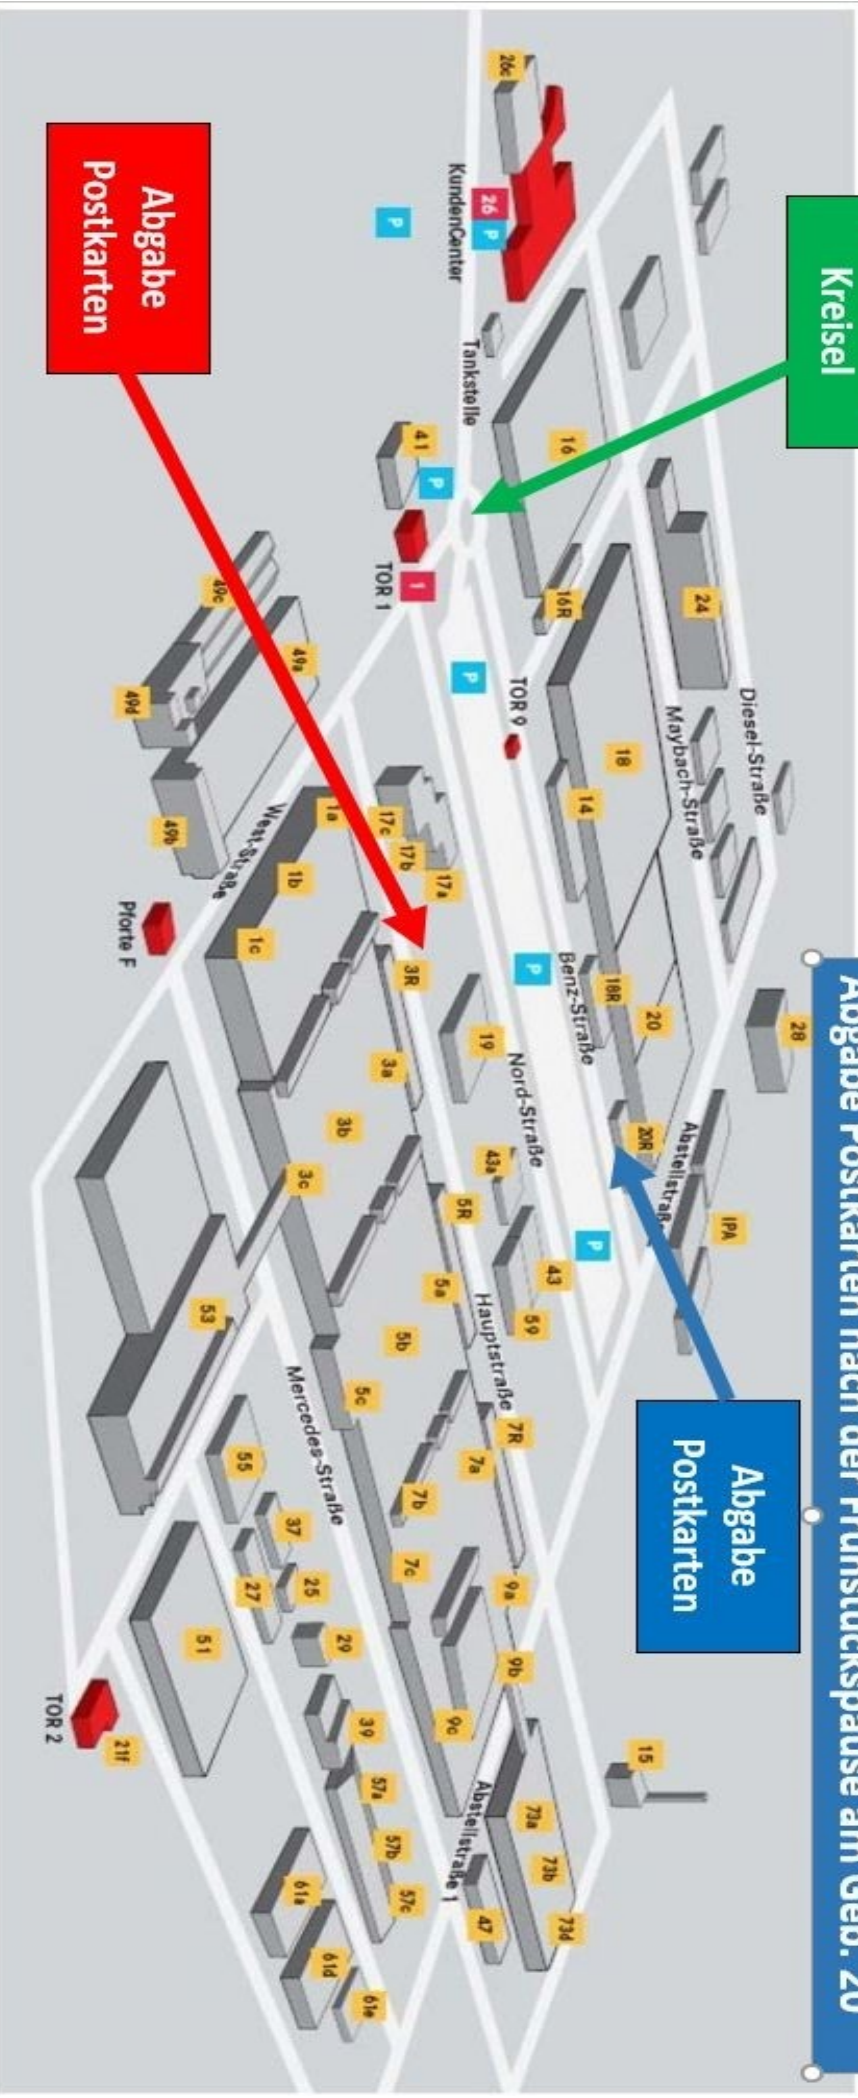 Abgabe Postkarten nach der Frühstückspause am Geb. 20
Kreisel
Abgabe
Postkarten
Abgabe
Postkarten
26c
26
P
KundenCenter
P
Tankstelle
41
P
1
TOR 1
16
16R
24
Diesel-Straße
Maybach-Straße
18
14
TOR 9
P
P
P
18R
20
20R
Benz-Straße
Nord-Straße
Abstellstraße
28
IPA
49c
49a
49d
49b
West-Straße
Pforte F
1a
1b
1c
17c
17b
17a
3R
3a
3b
3c
19
43a
43
59
5R
5a
5b
5c
Hauptstraße
7R
7a
7b
7c
9a
9b
9c
Mercedes-Straße
53
55
37
27
25
29
51
39
57a
57b
57c
TOR 2
21f
15
73a
73b
73d
Abstellstraße 1
47
61a
61d
61e